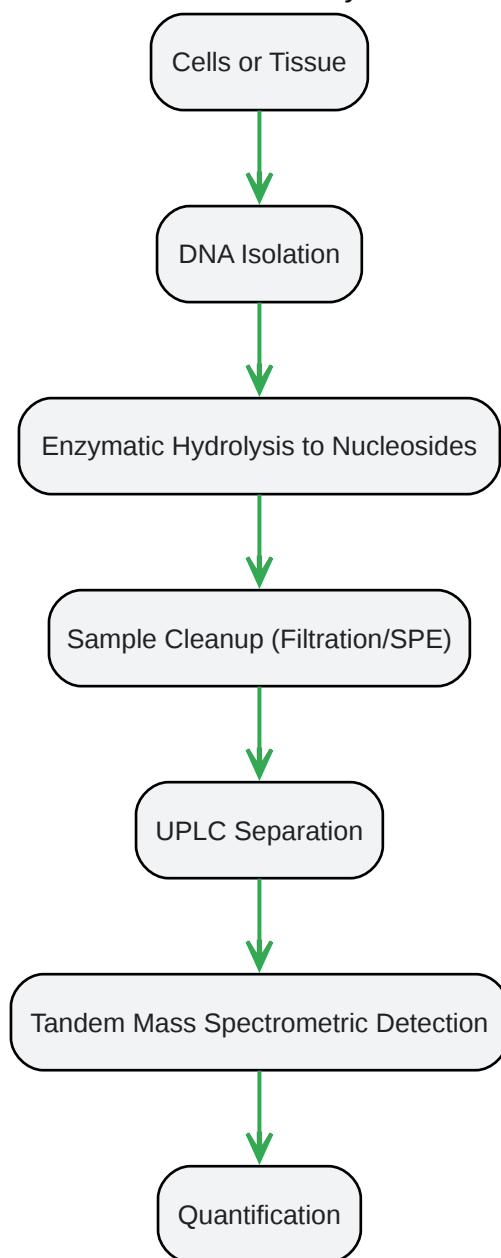 Cells or Tissue
DNA Isolation
Enzymatic Hydrolysis to Nucleosides
Sample Cleanup (Filtration/SPE)
UPLC Separation
Tandem Mass Spectrometric Detection
Quantification